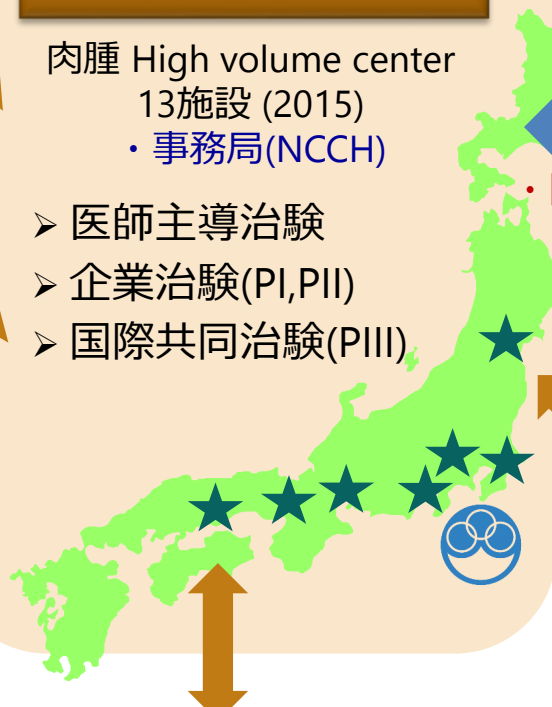 肉腫 High volume center
13施設 (2015)
・事務局(NCCH)
➢ 医師主導治験
➢ 企業治験(PI,PII)
➢ 国際共同治験(PIII)